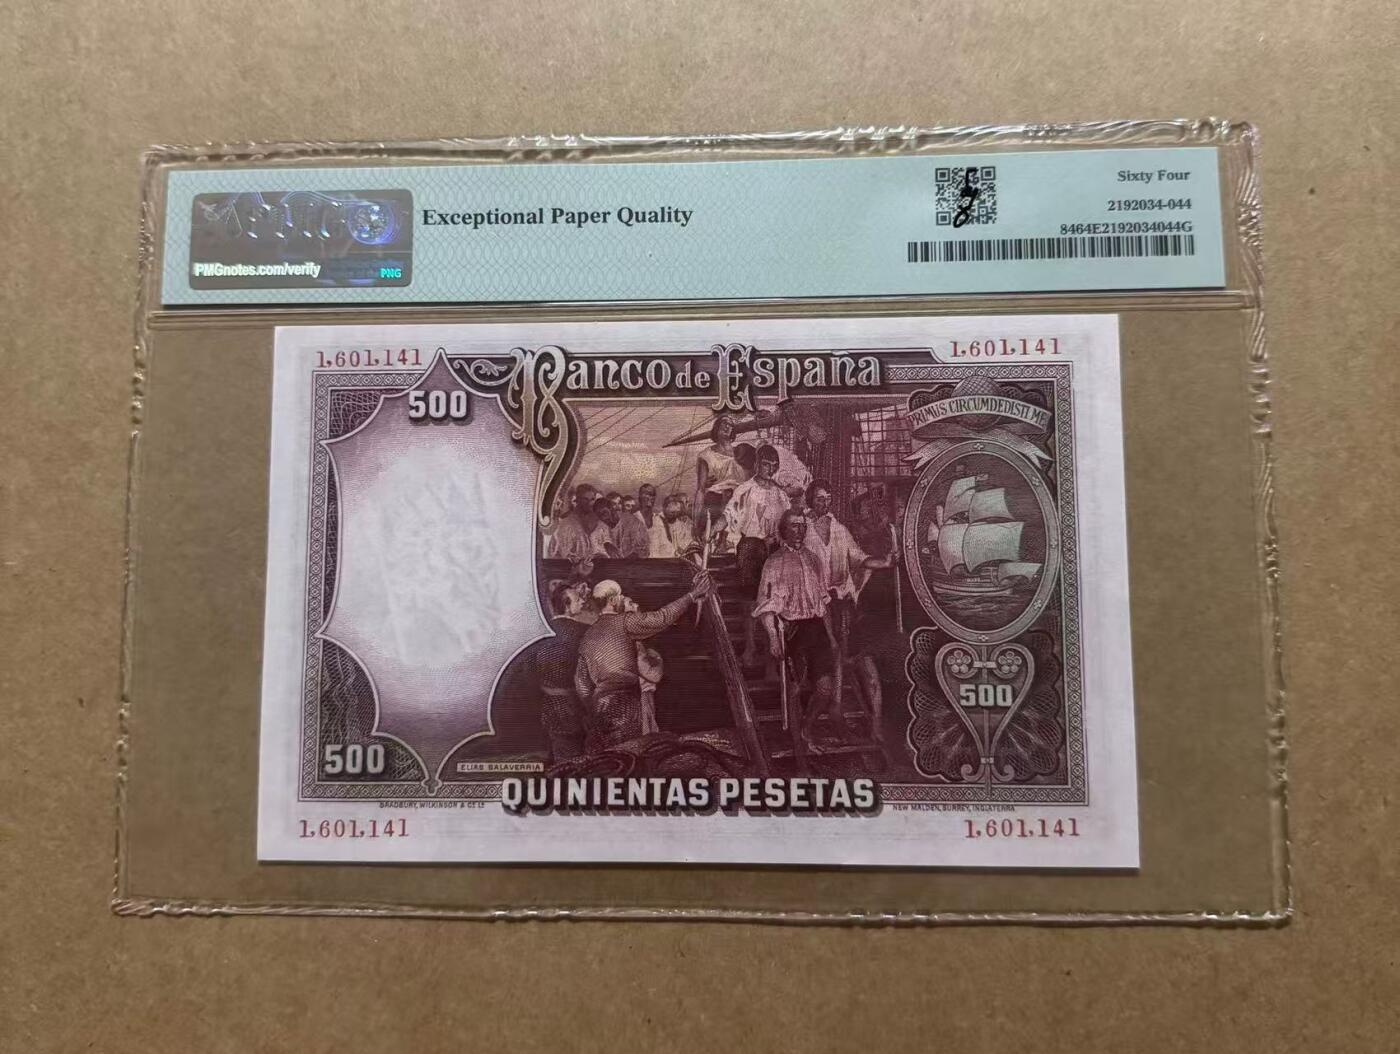 Exceptional Paper Quality
Sixty Four
2192034-044
8464E2192034044G
PMG
PMGnotes.com/verify
PNG
1,601,141
1,601,141
Banco de España
500
PRIMUS CIRCUMDEDISTI ME
500
500
ELIAS SALAVERRIA
QUINIENTAS PESETAS
BRADBURY, WILKINSON & Cº Lº
NEW MALDEN, SURREY, INGLATERRA.
1,601,141
1,601,141